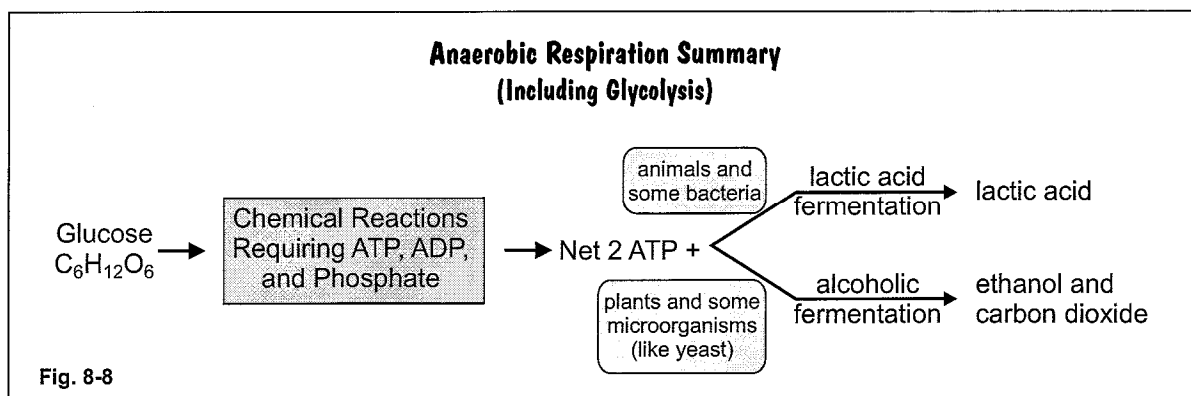 Anaerobic Respiration Summary
(Including Glycolysis)
Glucose
C₆H₁₂O₆
Chemical Reactions
Requiring ATP, ADP,
and Phosphate
Net 2 ATP +
animals and
some bacteria
lactic acid
fermentation
lactic acid
plants and some
microorganisms
(like yeast)
alcoholic
fermentation
ethanol and
carbon dioxide
Fig. 8-8